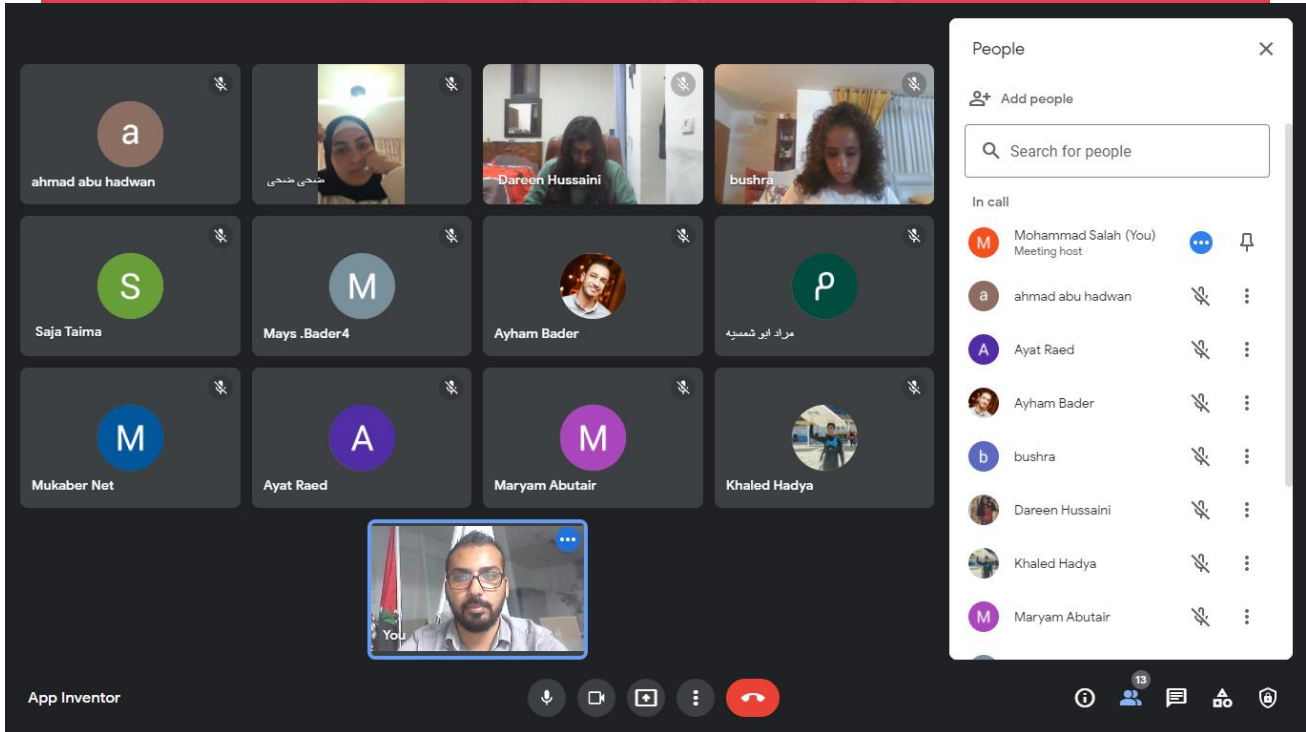 a
ahmad abu hadwan
ضحى ضحى
Dareen Hussaini
bushra
S
Saja Taima
M
Mays .Bader4
Ayham Bader
م
مراد ابو شمسيه
M
Mukaber Net
A
Ayat Raed
M
Maryam Abutair
Khaled Hadya
You
App Inventor
People
Add people
Search for people
In call
M
Mohammad Salah (You)
Meeting host
a
ahmad abu hadwan
A
Ayat Raed
Ayham Bader
b
bushra
Dareen Hussaini
Khaled Hadya
M
Maryam Abutair
13